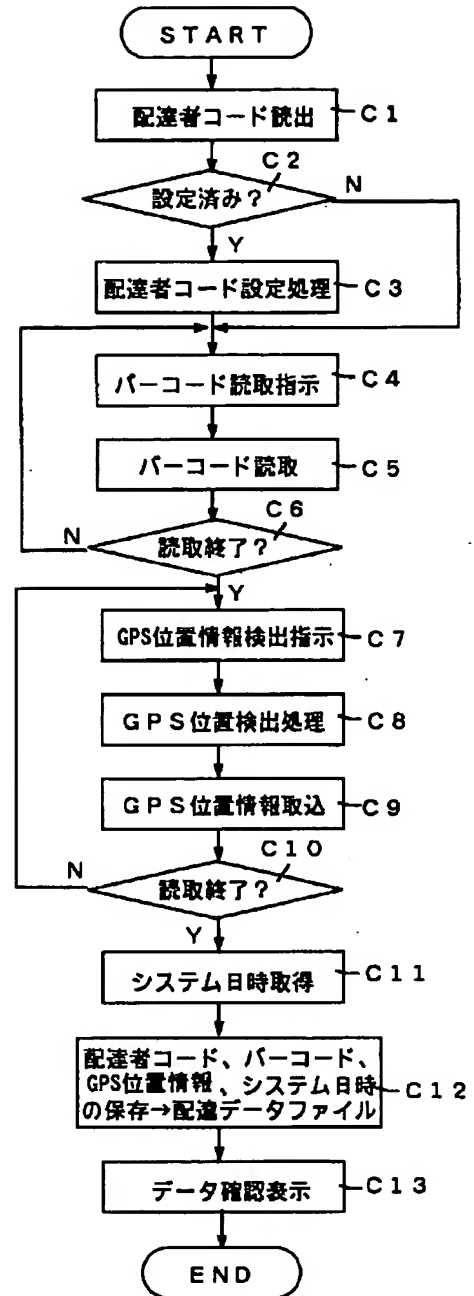 START
配達者コード読出
C1
C2
設定済み?
N
Y
配達者コード設定処理
C3
バーコード読取指示
C4
バーコード読取
C5
C6
読取終了?
N
Y
GPS位置情報検出指示
C7
GPS位置検出処理
C8
GPS位置情報取込
C9
C10
読取終了?
N
Y
システム日時取得
C11
配達者コード、バーコード、
GPS位置情報、システム日時
の保存→配達データファイル
C12
データ確認表示
C13
END